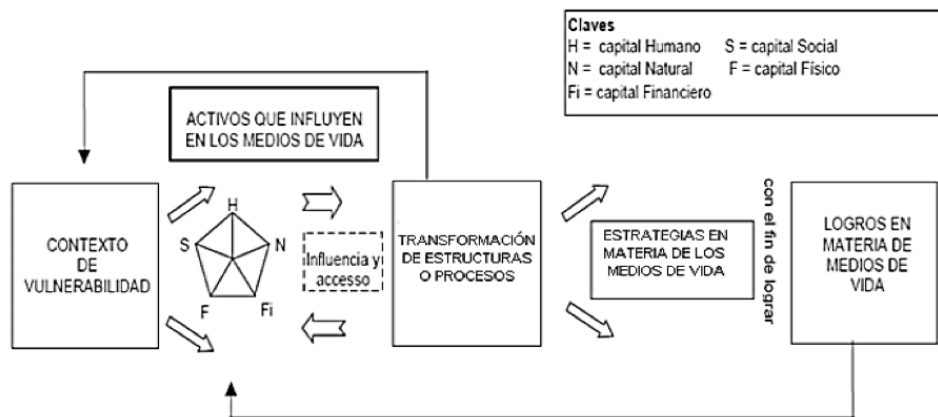 Claves
H = capital Humano S = capital Social
N = capital Natural F = capital Físico
Fi = capital Financiero
ACTIVOS QUE INFLUYEN
EN LOS MEDIOS DE VIDA
CONTEXTO
DE
VULNERABILIDAD
H
S
N
F
Fi
Influencia y
accesso
TRANSFORMACIÓN
DE ESTRUCTURAS
O PROCESOS
ESTRATEGIAS EN
MATERIA DE LOS
MEDIOS DE VIDA
con el fin de lograr
LOGROS EN
MATERIA DE
MEDIOS DE
VIDA